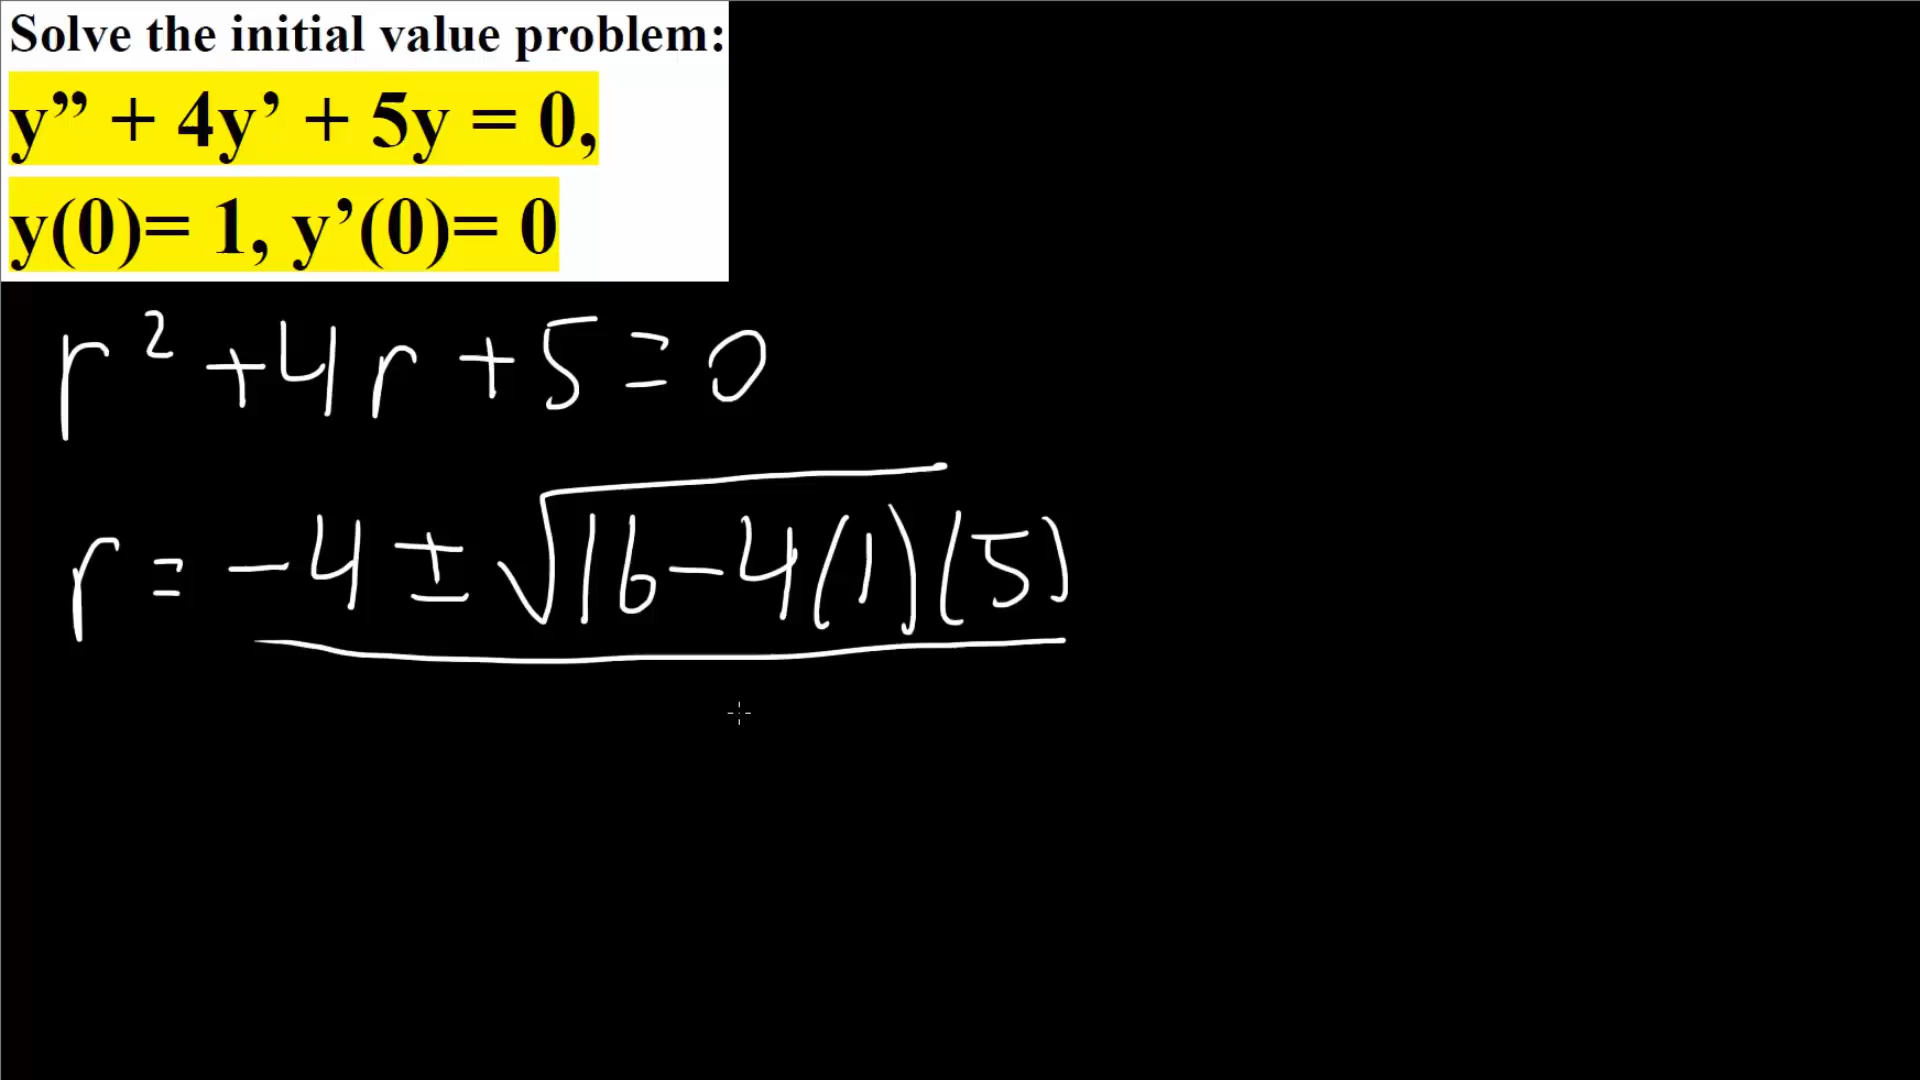 Solve the initial value problem:
y” + 4y’ + 5y = 0,
y(0)= 1, y’(0)= 0
r² + 4r + 5 = 0
r = -4 ± √16-4(1)(5)